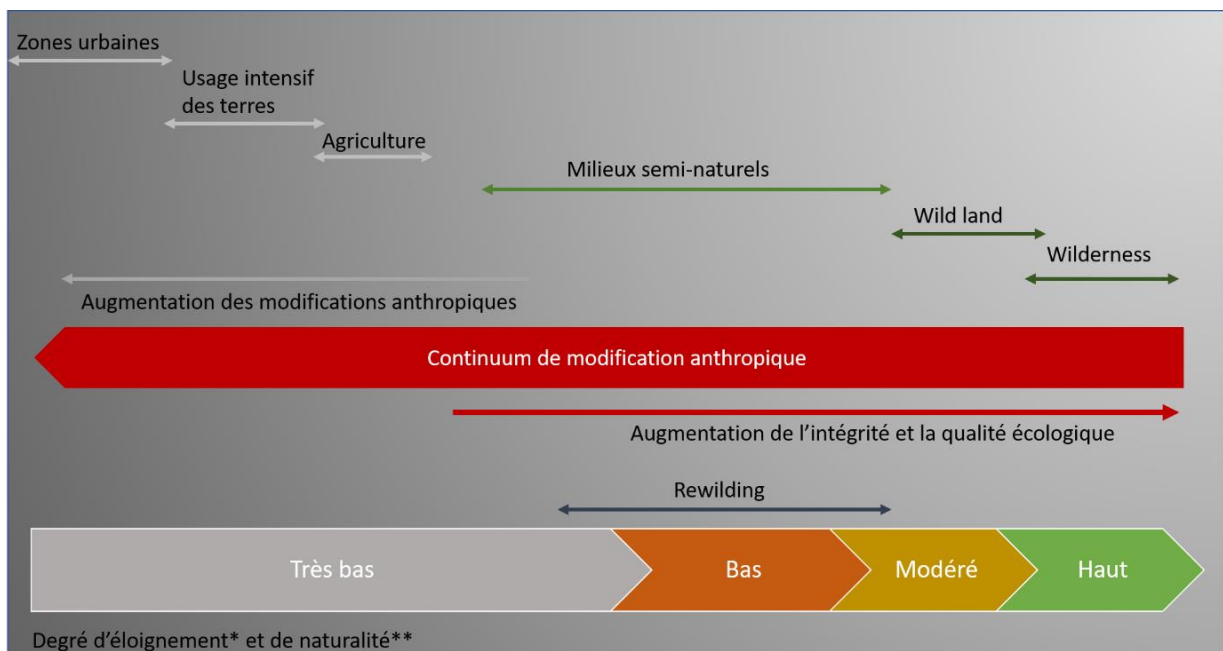 Zones urbaines
Usage intensif
des terres
Agriculture
Milieux semi-naturels
Wild land
Wilderness
Augmentation des modifications anthropiques
Continuum de modification anthropique
Augmentation de l’intégrité et la qualité écologique
Rewilding
Très bas
Bas
Modéré
Haut
Degré d’éloignement* et de naturalité**